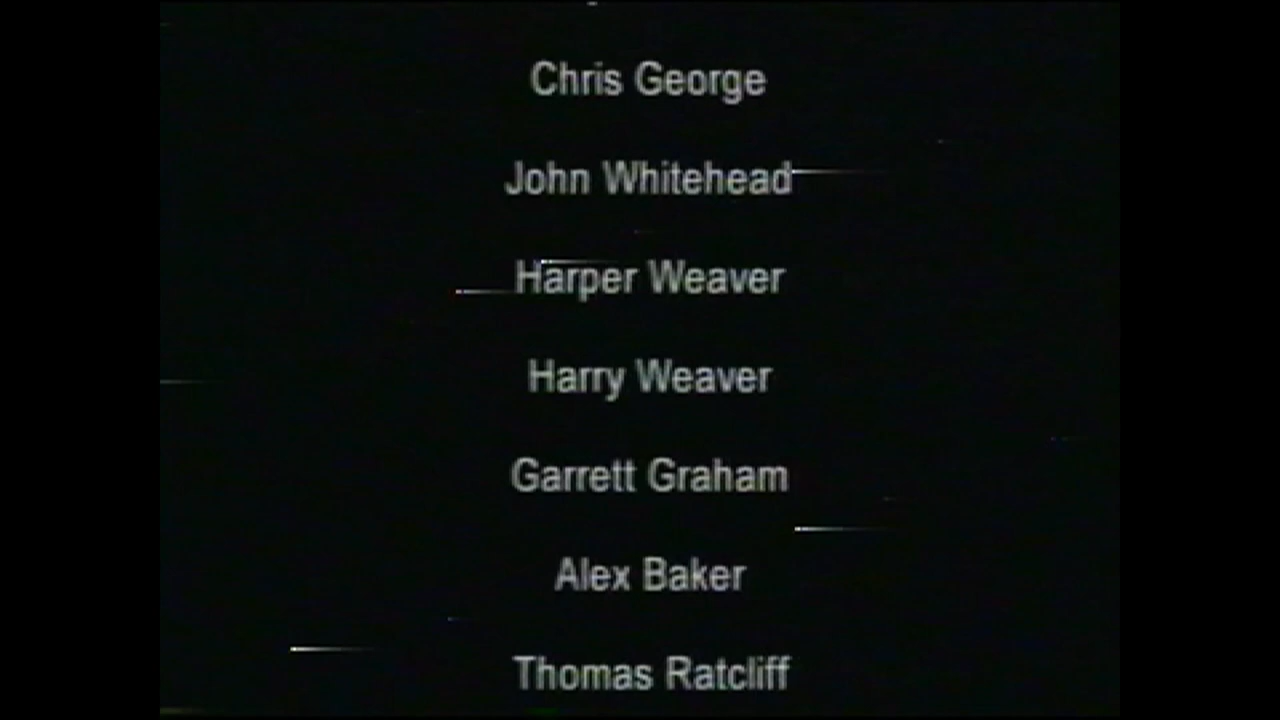 Chris George
John Whitehead
Harper Weaver
Harry Weaver
Garrett Graham
Alex Baker
Thomas Ratcliff